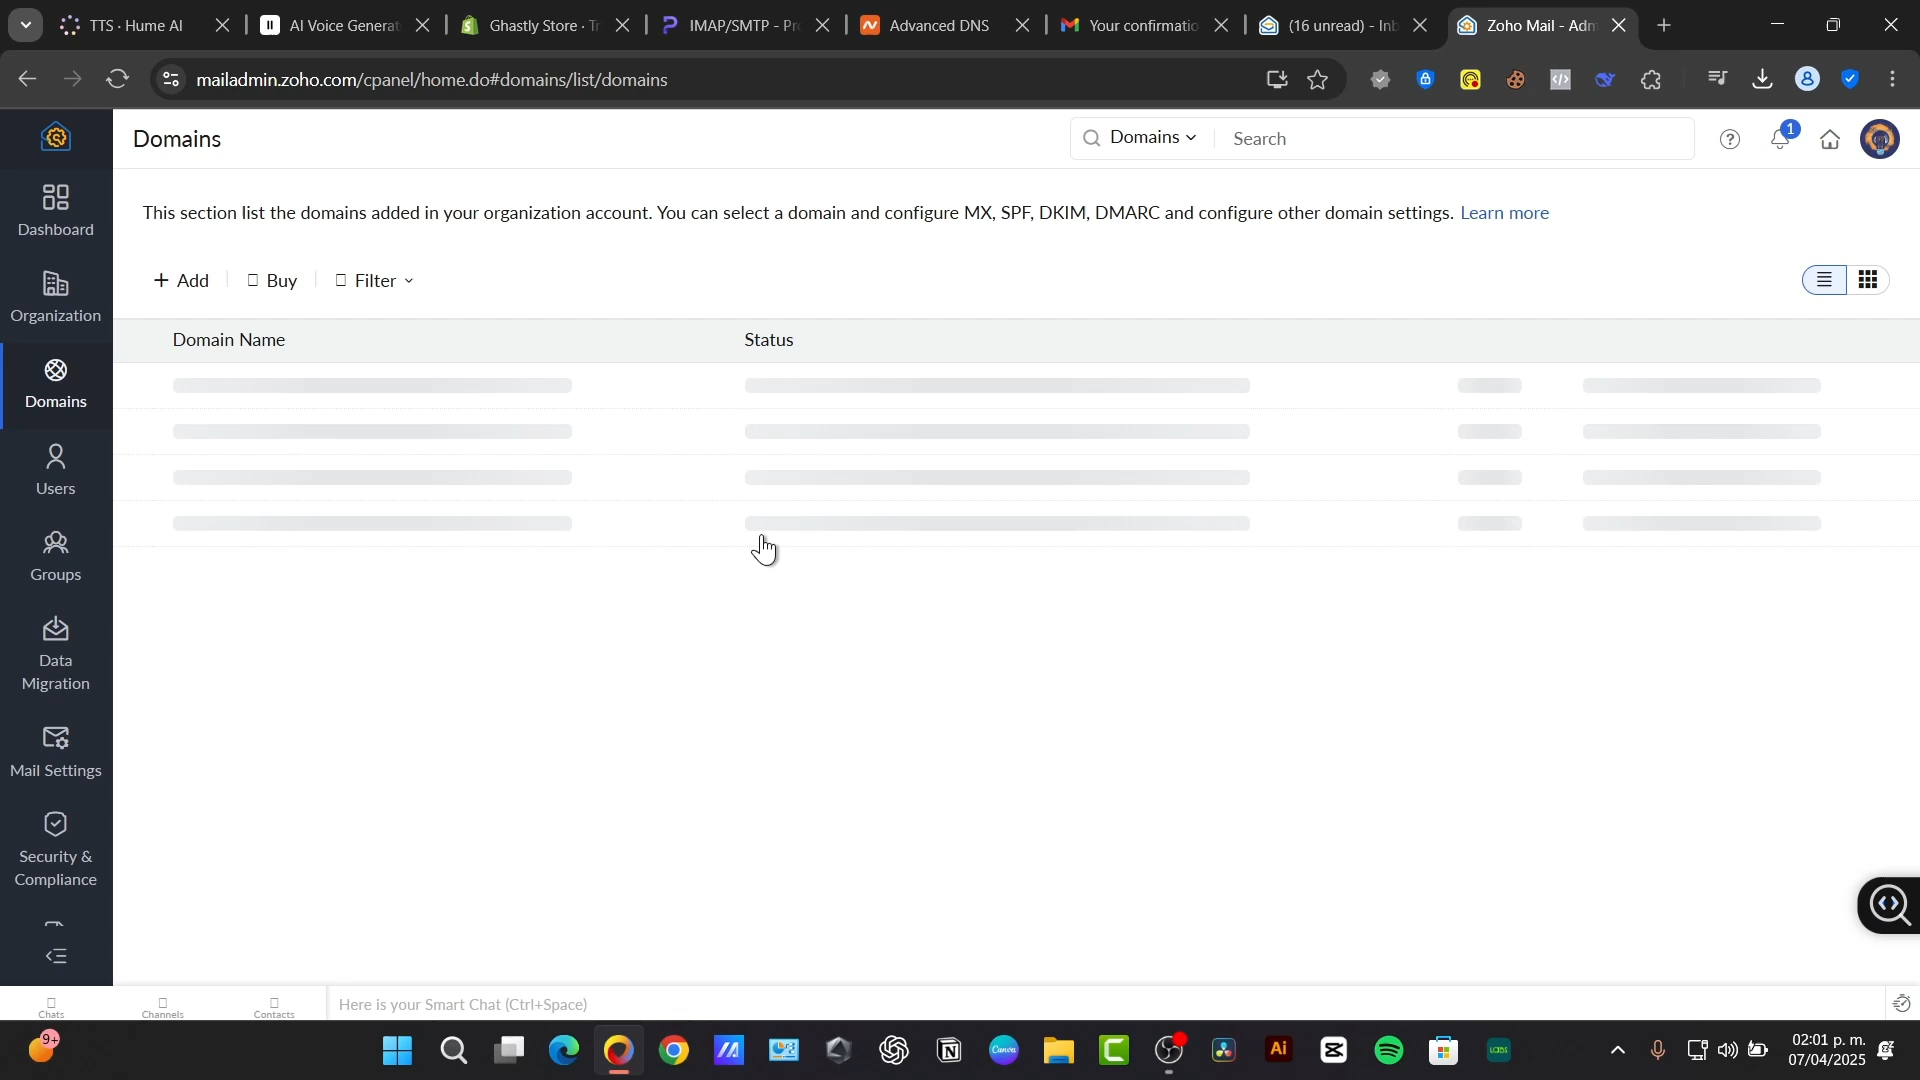 TTS · Hume AI
AI Voice Generat
Ghastly Store · Tr
IMAP/SMTP - Pr
Advanced DNS
Your confirmatio
(16 unread) - Inb
Zoho Mail - Adm
mailadmin.zoho.com/cpanel/home.do#domains/list/domains
Domains
Domains
Search
1
This section list the domains added in your organization account. You can select a domain and configure MX, SPF, DKIM, DMARC and configure other domain settings. Learn more
Dashboard
Organization
Domains
Users
Groups
Data
Migration
Mail Settings
Security &
Compliance
+ Add
Buy
Filter
Domain Name
Status
Chats
Channels
Contacts
Here is your Smart Chat (Ctrl+Space)
9+
Canva
Ai
02:01 p. m.
07/04/2025